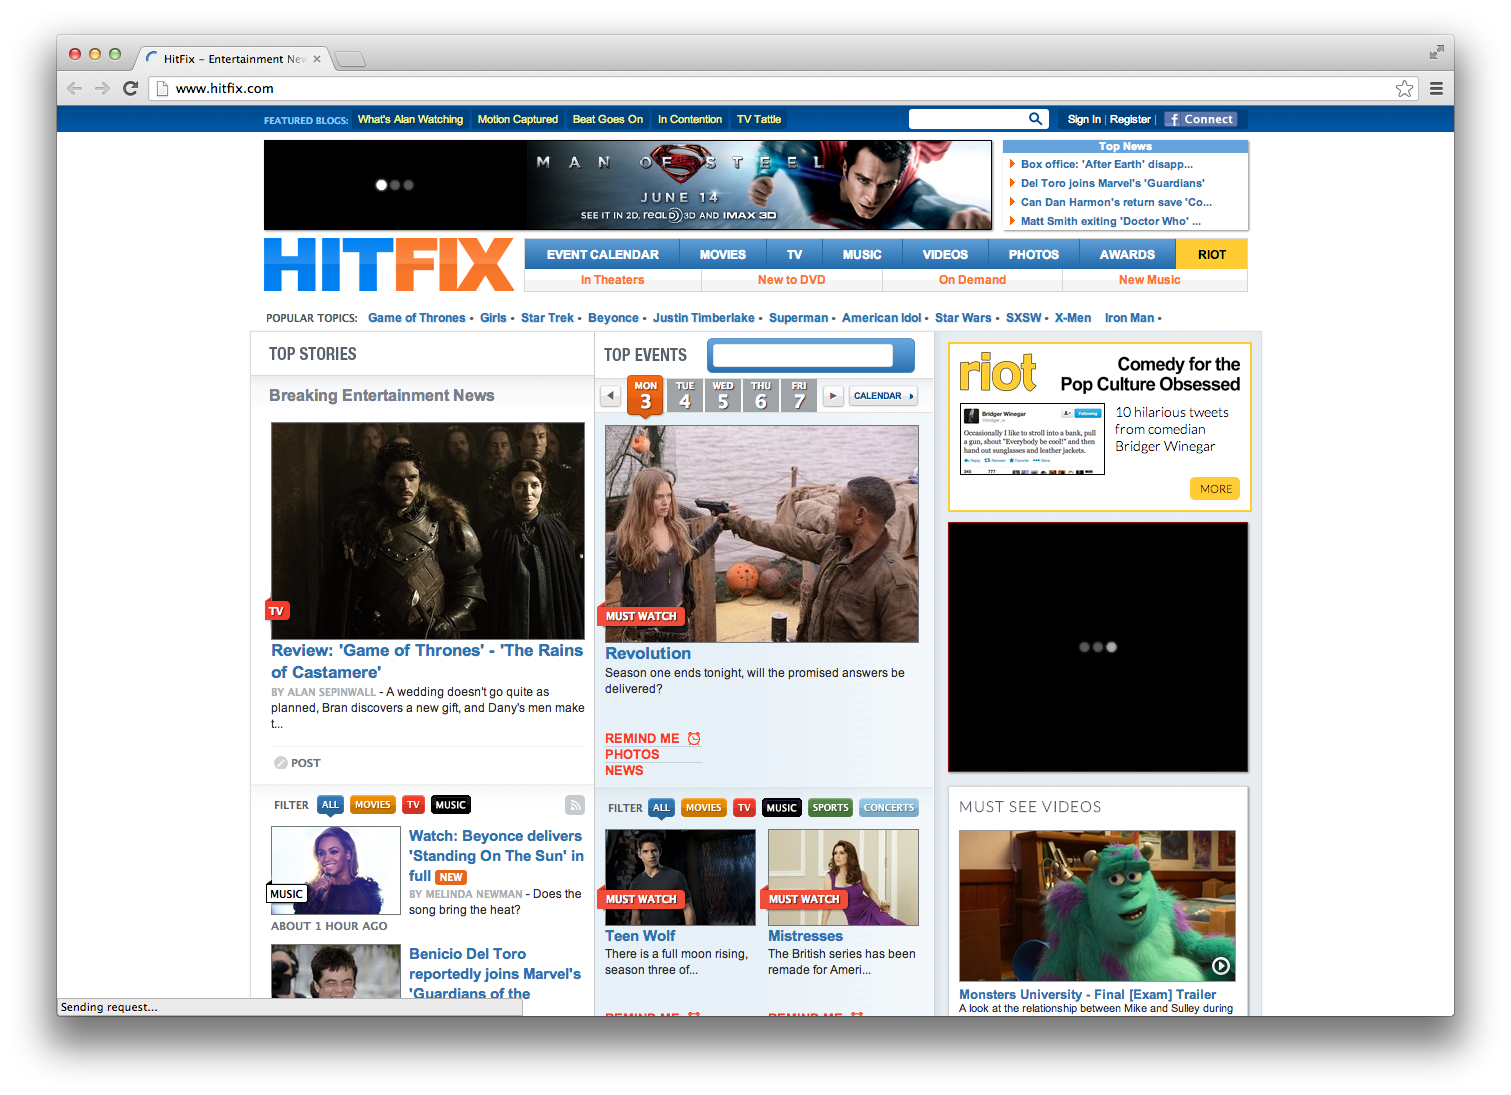 HitFix – Entertainment New
www.hitfix.com
FEATURED BLOGS: What's Alan Watching Motion Captured Beat Goes On In Contention TV Tattle
Sign In | Register | f Connect
MAN OF STEEL
JUNE 14
SEE IT IN 2D, REAL D 3D AND IMAX 3D
Top News
Box office: 'After Earth' disapp...
Del Toro joins Marvel's 'Guardians'
Can Dan Harmon's return save 'Co...
Matt Smith exiting 'Doctor Who' ...
HITFIX
EVENT CALENDAR MOVIES TV MUSIC VIDEOS PHOTOS AWARDS RIOT
In Theaters New to DVD On Demand New Music
POPULAR TOPICS: Game of Thrones • Girls • Star Trek • Beyonce • Justin Timberlake • Superman • American Idol • Star Wars • SXSW • X-Men Iron Man •
TOP STORIES
Breaking Entertainment News
TV
Review: 'Game of Thrones' - 'The Rains
of Castamere'
BY ALAN SEPINWALL - A wedding doesn't go quite as
planned, Bran discovers a new gift, and Dany's men make
t...
POST
FILTER ALL MOVIES TV MUSIC
MUSIC
Watch: Beyonce delivers
'Standing On The Sun' in
full NEW
BY MELINDA NEWMAN - Does the
song bring the heat?
ABOUT 1 HOUR AGO
Benicio Del Toro
reportedly joins Marvel's
'Guardians of the
TOP EVENTS
MON TUE WED THU FRI
3 4 5 6 7
CALENDAR
MUST WATCH
Revolution
Season one ends tonight, will the promised answers be
delivered?
REMIND ME
PHOTOS
NEWS
FILTER ALL MOVIES TV MUSIC SPORTS CONCERTS
MUST WATCH
Teen Wolf
There is a full moon rising,
season three of...
REMIND ME
MUST WATCH
Mistresses
The British series has been
remade for Ameri...
REMIND ME
riot
Comedy for the
Pop Culture Obsessed
Bridger Winegar
Following
Occasionally I like to stroll into a bank, pull
a gun, shout "Everybody be cool!" and then
hand out sunglasses and leather jackets.
Reply Retweet Favorite More
345 777
10 hilarious tweets
from comedian
Bridger Winegar
MORE
MUST SEE VIDEOS
Monsters University - Final [Exam] Trailer
A look at the relationship between Mike and Sulley during
Sending request...